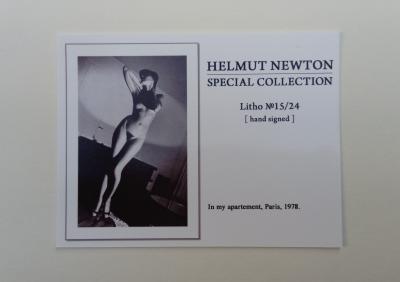 HELMUT NEWTON
SPECIAL COLLECTION
Litho №15/24
[ hand signed ]
In my apartement, Paris, 1978.